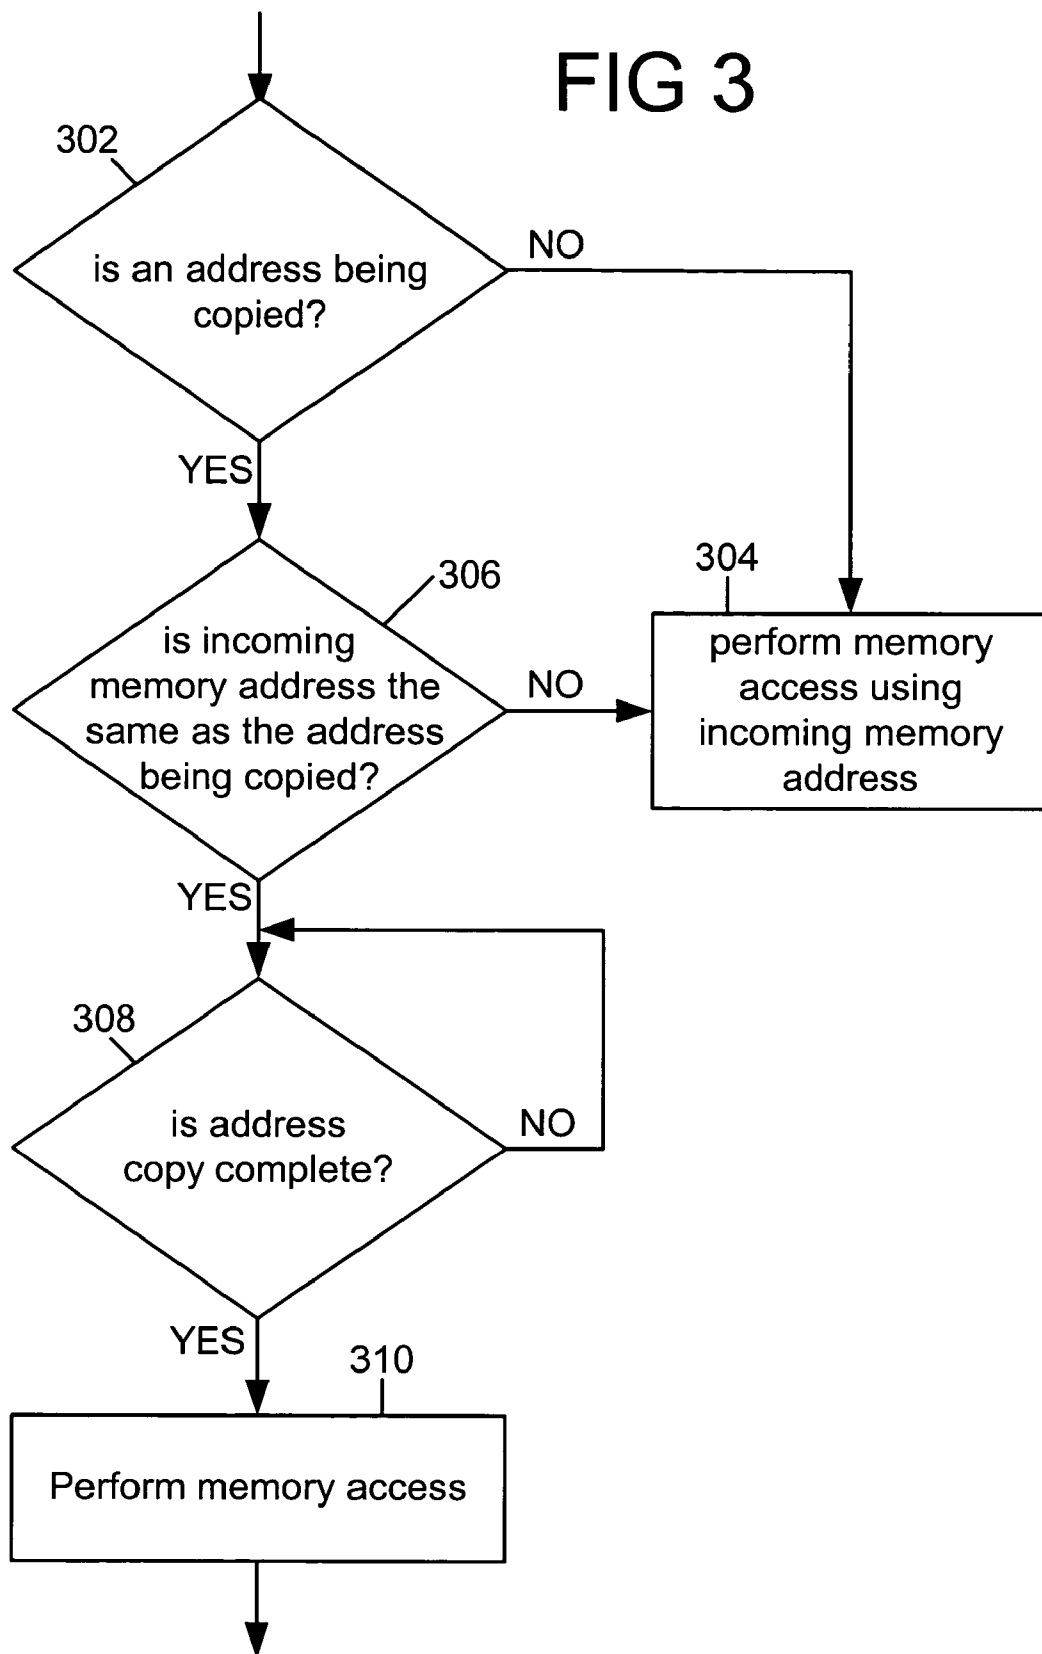 FIG 3
302
is an address being
copied?
NO
YES
306
is incoming
memory address the
same as the address
being copied?
NO
304
perform memory
access using
incoming memory
address
YES
308
is address
copy complete?
NO
YES
310
Perform memory access